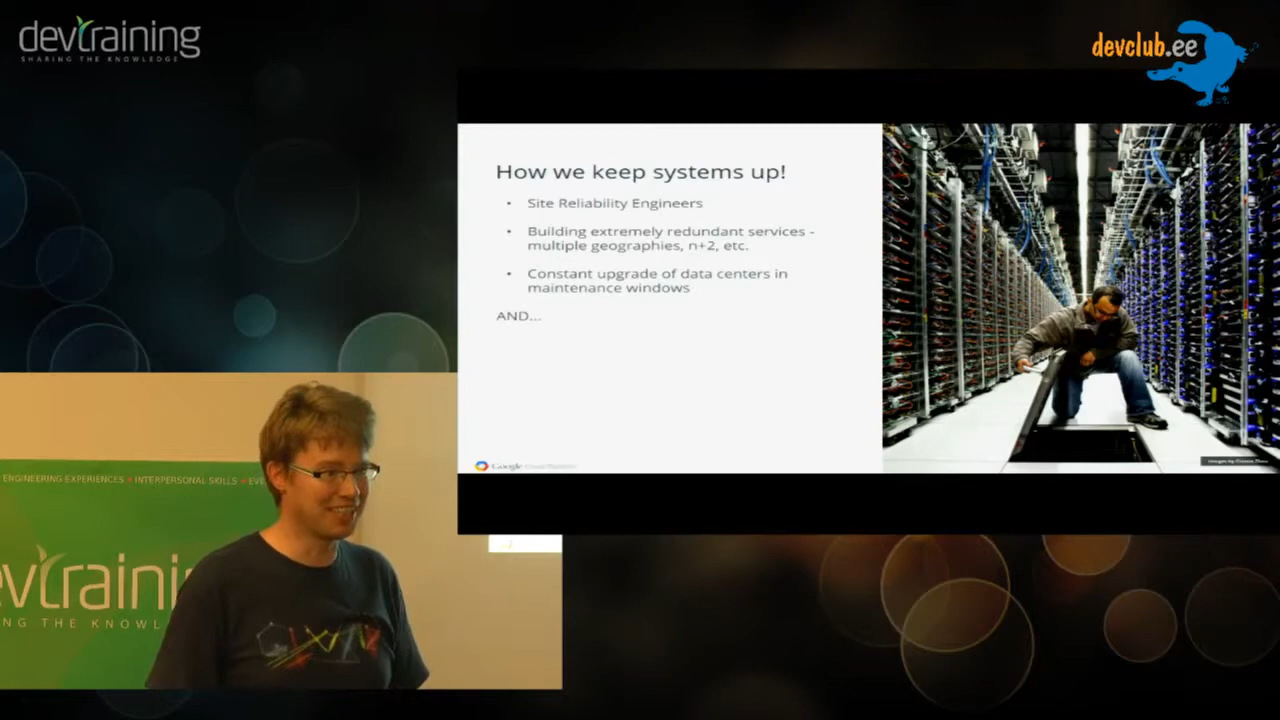 devtraining
SHARING THE KNOWLEDGE
devclub.ee
How we keep systems up!
• Site Reliability Engineers
• Building extremely redundant services -
multiple geographies, n+2, etc.
• Constant upgrade of data centers in
maintenance windows
AND...
Google
ENGINEERING EXPERIENCES • INTERPERSONAL SKILLS • EVE
evtraini
NG THE KNOWL